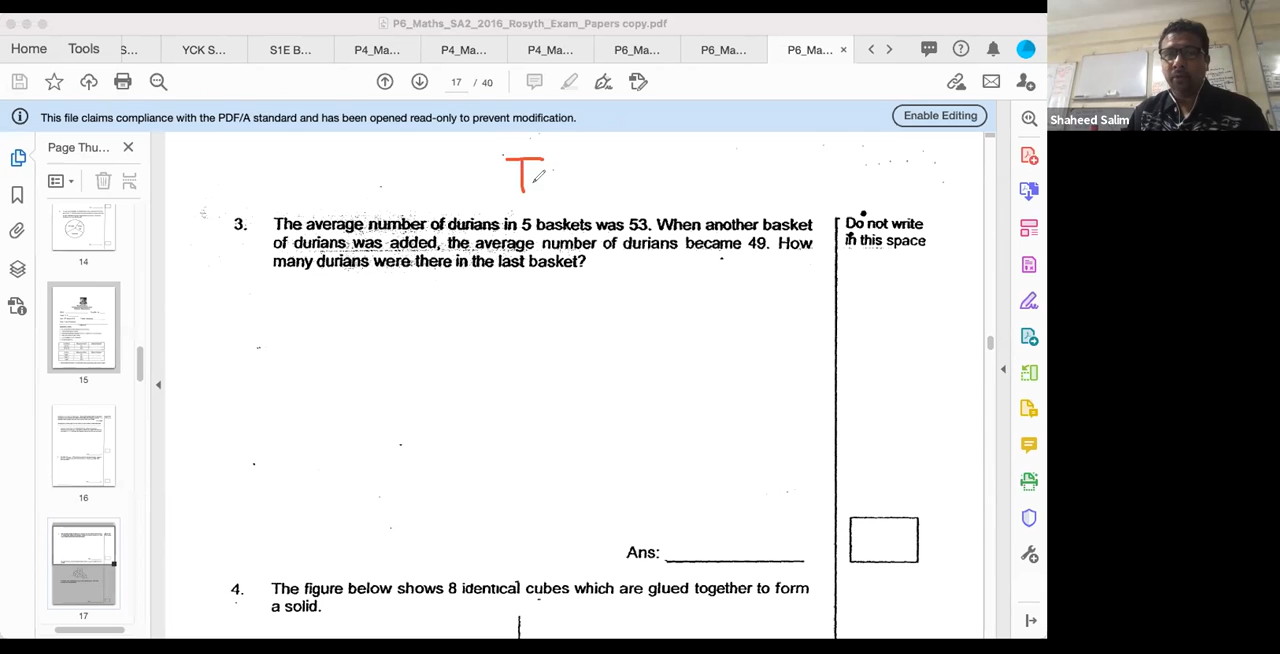 P6_Maths_SA2_2016_Rosyth_Exam_Papers copy.pdf
Home Tools S... YCK S... S1E B... P4_Ma... P4_Ma... P4_Ma... P6_Ma... P6_Ma... P6_Ma... ×
17 / 40
This file claims compliance with the PDF/A standard and has been opened read-only to prevent modification.
Enable Editing
Shaheed Salim
Page Thu...
14
15
16
17
T
3. The average number of durians in 5 baskets was 53. When another basket
of durians was added, the average number of durians became 49. How
many durians were there in the last basket?
Do not write
in this space
Ans:
4. The figure below shows 8 identical cubes which are glued together to form
a solid.